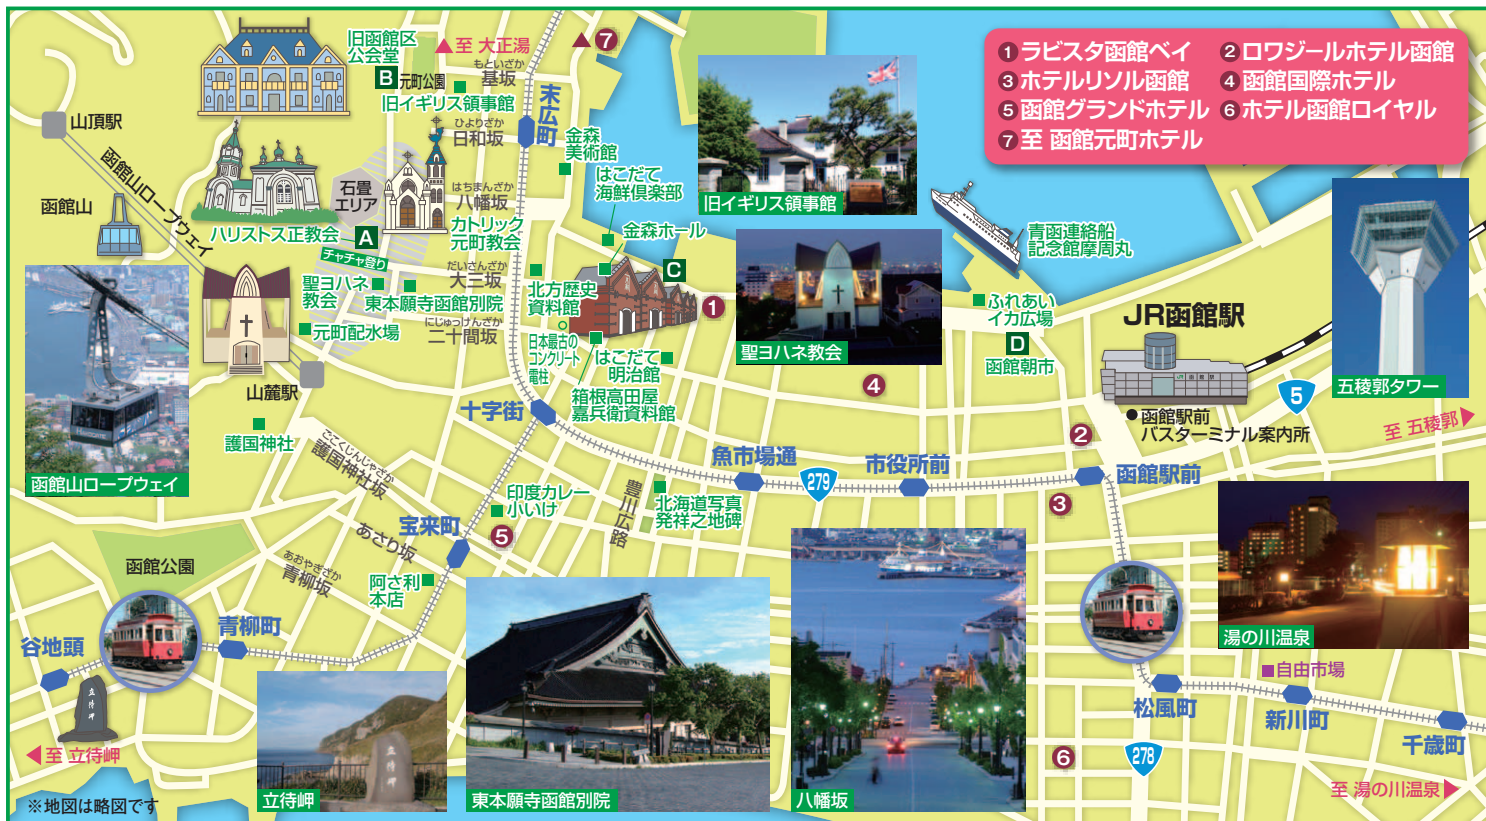 ❶ラビスタ函館ベイ ❷ロワジールホテル函館
❸ホテルリソル函館 ❹函館国際ホテル
❺函館グランドホテル ❻ホテル函館ロイヤル
❼至 函館元町ホテル
旧函館区
公会堂
B
元町公園
至 大正湯
❼
もといざか
基坂
旧イギリス領事館
ひよりざか
日和坂
末広町
金森
美術館
はこだて
海鮮倶楽部
金森ホール
山頂駅
函館山ロープウェイ
函館山
石畳
エリア
はちまんざか
八幡坂
カトリック
元町教会
ハリストス正教会
A
チャチャ登り
聖ヨハネ
教会
東本願寺函館別院
だいさんざか
大三坂
元町配水場
にじゅっけんざか
二十間坂
北方歴史
資料館
C
❶
日本最古の
コンクリート
電柱
はこだて
明治館
箱根高田屋
嘉兵衛資料館
旧イギリス領事館
聖ヨハネ教会
青函連絡船
記念館摩周丸
ふれあい
イカ広場
D
函館朝市
JR函館駅
函館駅前
バスターミナル案内所
5
五稜郭タワー
至 五稜郭
❹
❷
❸
山麓駅
護国神社
ごこくじんじゃざか
護国神社坂
函館山ロープウェイ
十字街
魚市場通
279
市役所前
函館駅前
印度カレー
小いけ
豊川広路
北海道写真
発祥之地碑
宝来町
❺
あさり坂
あおやぎざか
青柳坂
阿さ利
本店
函館公園
青柳町
谷地頭
立待岬
至 立待岬
※地図は略図です
立待岬
立待岬
東本願寺函館別院
八幡坂
湯の川温泉
自由市場
松風町
新川町
千歳町
❻
278
至 湯の川温泉